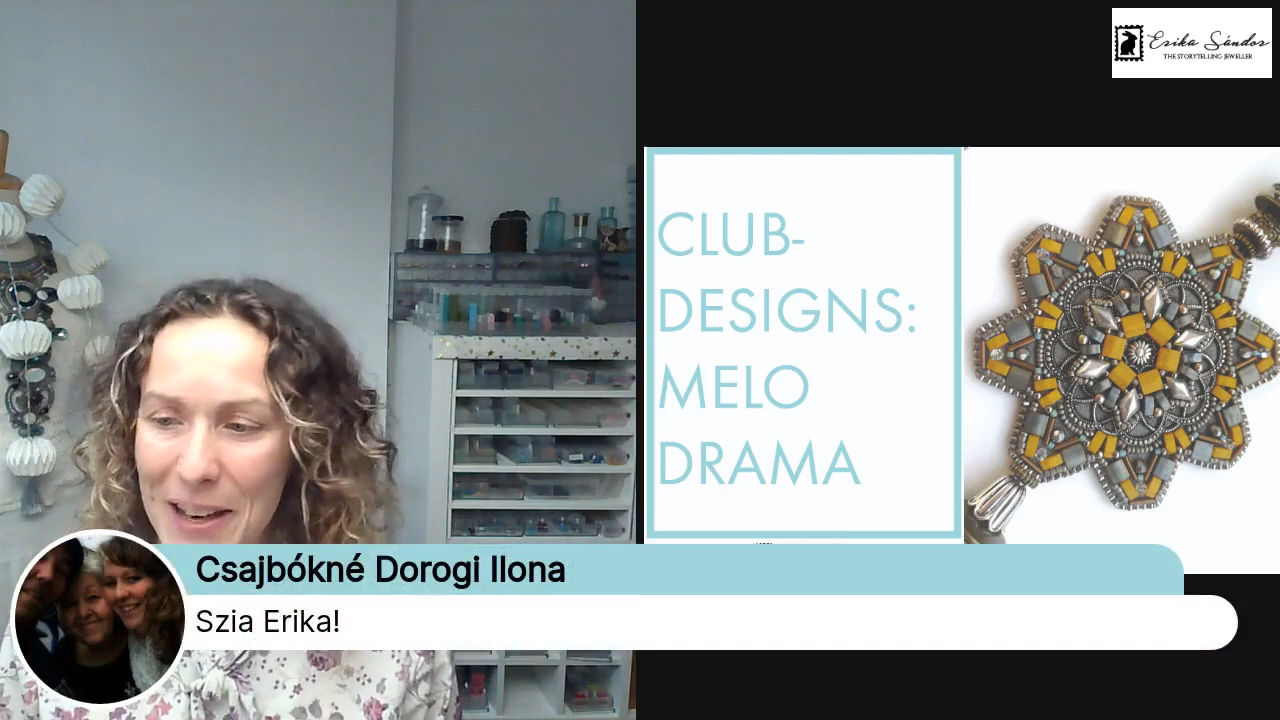 Erika Sándor
THE STORYTELLING JEWELLER
CLUB-
DESIGNS:
MELO
DRAMA
Csajbókné Dorogi Ilona
Szia Erika!